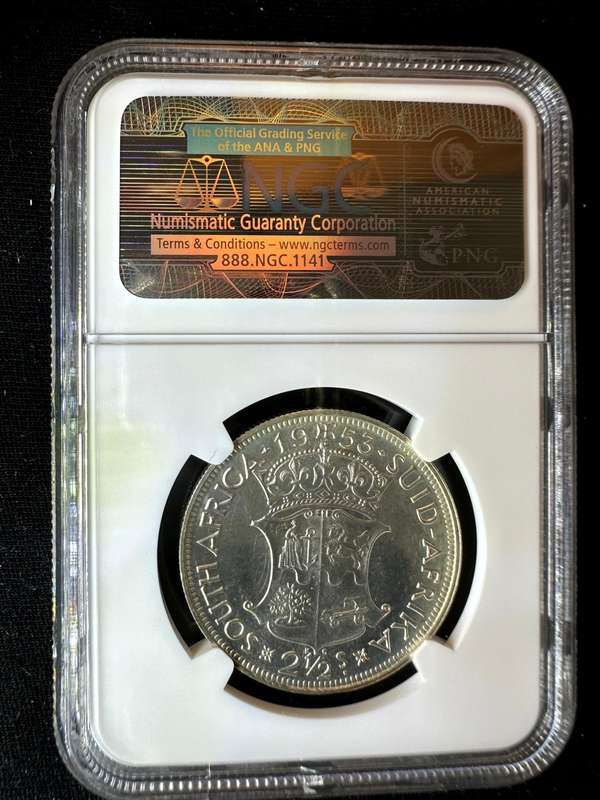 The Official Grading Service
of the ANA & PNG
NGC
Numismatic Guaranty Corporation
Terms & Conditions – www.ngcterms.com
888.NGC.1141
AMERICAN
NUMISMATIC
ASSOCIATION
PNG
SOUTH AFRICA · 1953 · SUID-AFRIKA
2½ S: